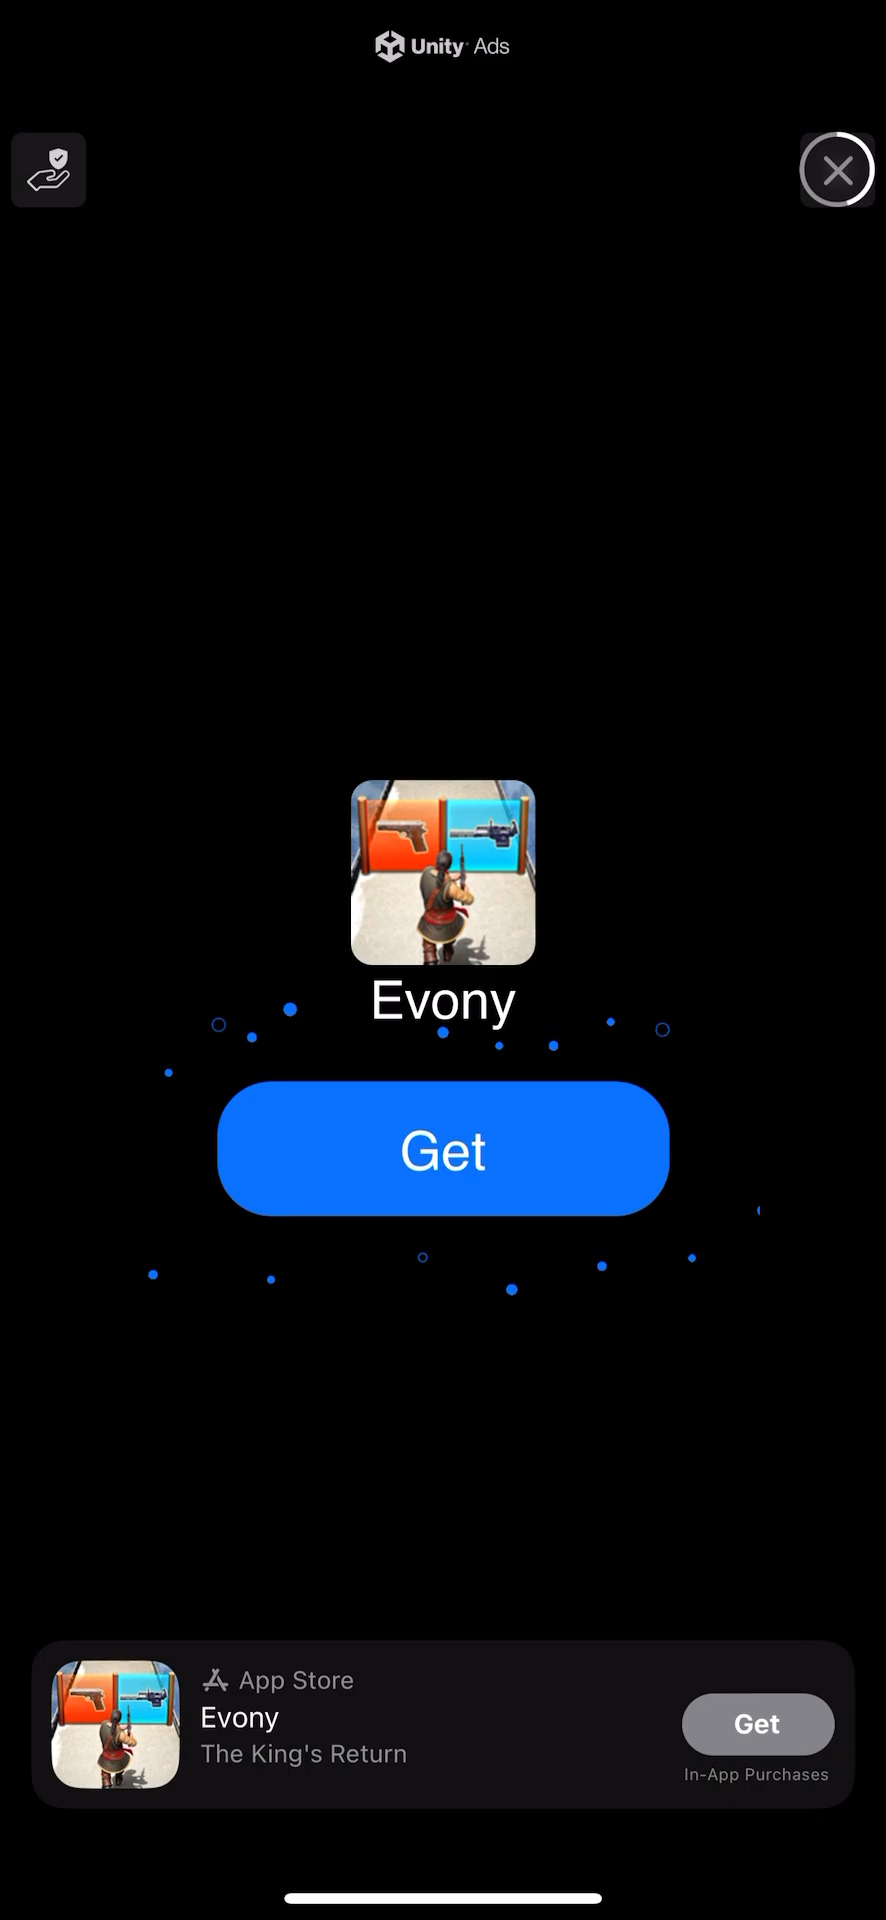 Unity Ads
Evony
Get
App Store
Evony
The King's Return
Get
In-App Purchases